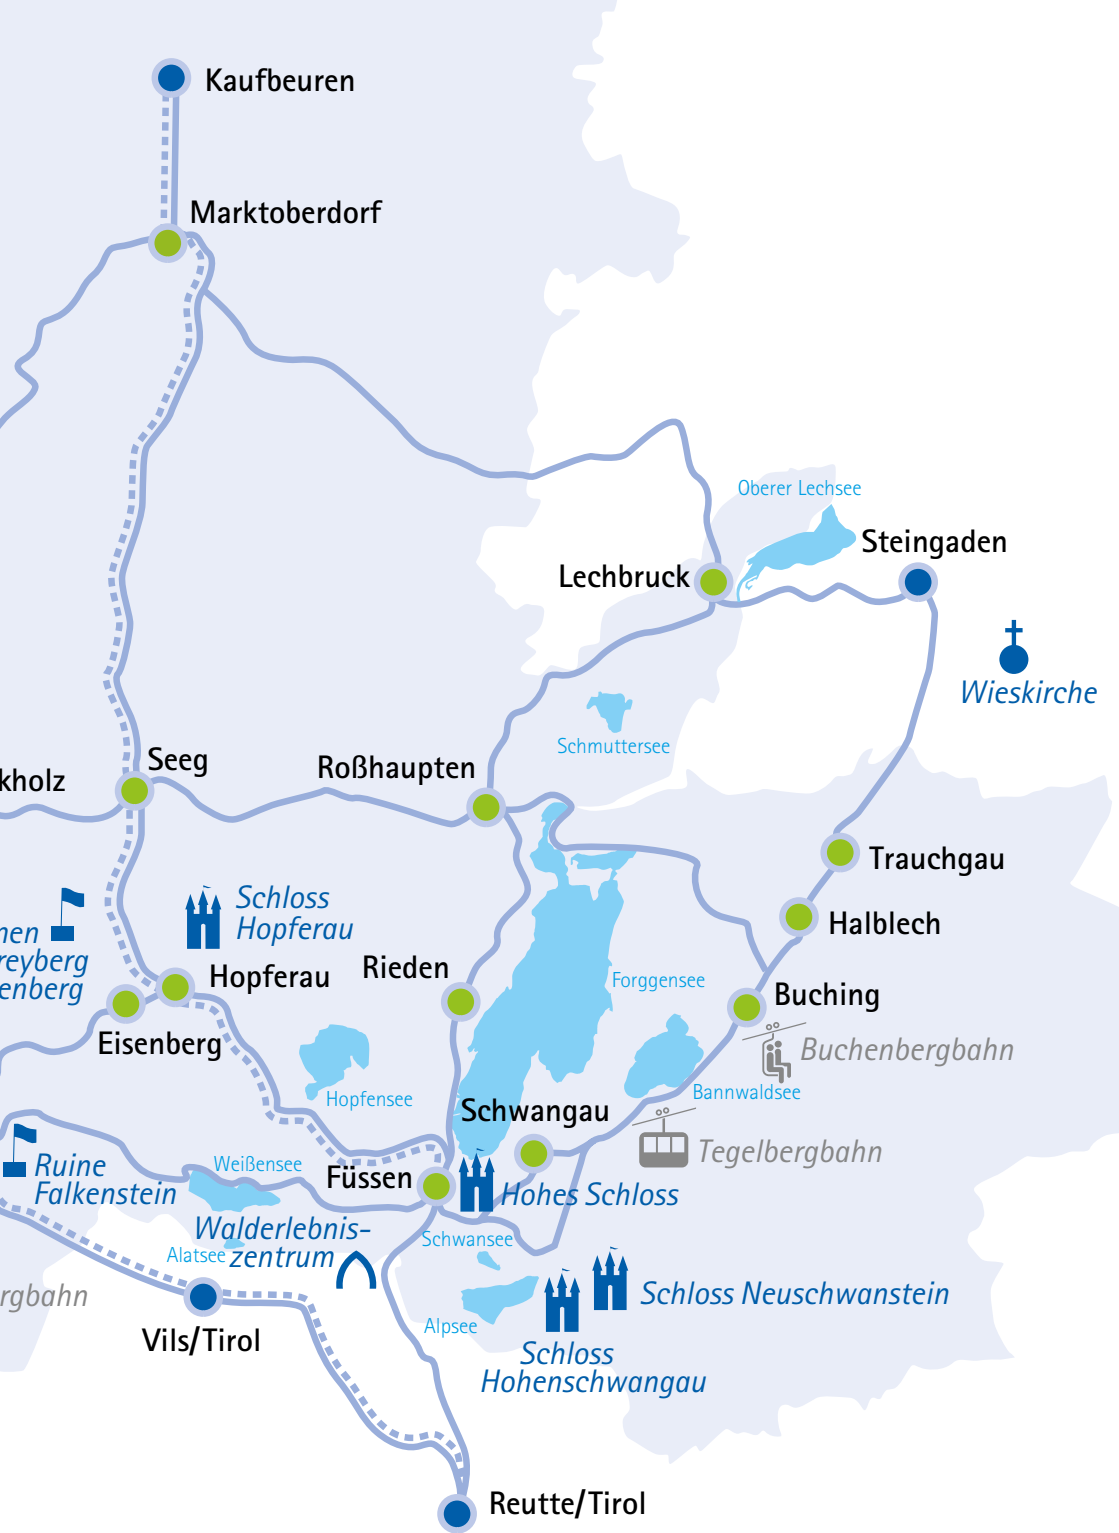 Kaufbeuren
Marktoberdorf
Oberer Lechsee
Steingaden
Lechbruck
Wieskirche
Schmuttersee
Seeg
Roßhaupten
kholz
Trauchgau
Schloss
Hopferau
Halblech
nen
reyberg
enberg
Rieden
Hopferau
Forggensee
Buching
Eisenberg
Buchenbergbahn
Hopfensee
Bannwaldsee
Schwangau
Tegelbergbahn
Ruine
Falkenstein
Weißensee
Füssen
Hohes Schloss
Walderlebnis-
zentrum
Schwansee
Alatsee
rgbahn
Schloss Neuschwanstein
Alpsee
Vils/Tirol
Schloss
Hohenschwangau
Reutte/Tirol